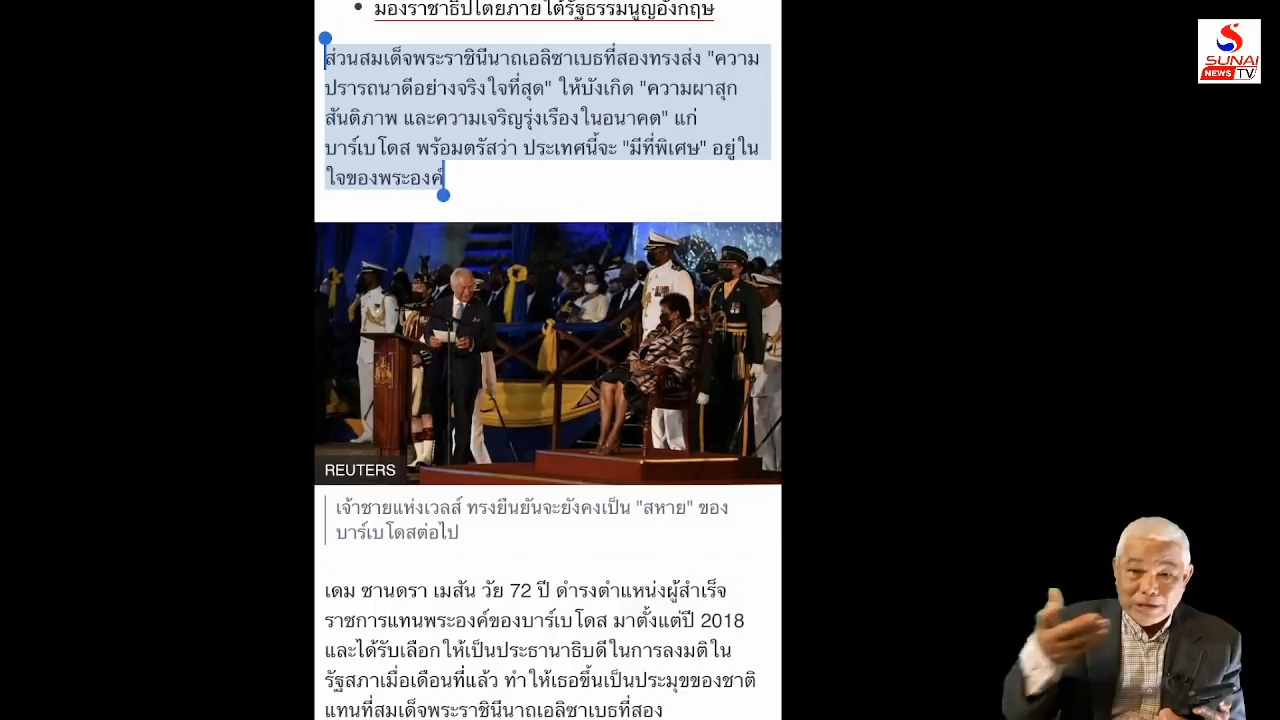 มองราชาธิปไตยภายใต้รัฐธรรมนูญอังกฤษ
ส่วนสมเด็จพระราชินีนาถเอลิซาเบธที่สองทรงส่ง "ความ
ปรารถนาดีอย่างจริงใจที่สุด" ให้บังเกิด "ความผาสุก
สันติภาพ และความเจริญรุ่งเรืองในอนาคต" แก่
บาร์เบโดส พร้อมตรัสว่า ประเทศนี้จะ "มีที่พิเศษ" อยู่ใน
ใจของพระองค์
SUNAI
NEWS TV
REUTERS
เจ้าชายแห่งเวลส์ ทรงยืนยันจะยังคงเป็น "สหาย" ของ
บาร์เบโดสต่อไป
เดม ซานดรา เมสัน วัย 72 ปี ดำรงตำแหน่งผู้สำเร็จ
ราชการแทนพระองค์ของบาร์เบโดส มาตั้งแต่ปี 2018
และได้รับเลือกให้เป็นประธานาธิบดีในการลงมติใน
รัฐสภาเมื่อเดือนที่แล้ว ทำให้เธอขึ้นเป็นประมุขของชาติ
แทนที่สมเด็จพระราชินีนาถเอลิซาเบธที่สอง